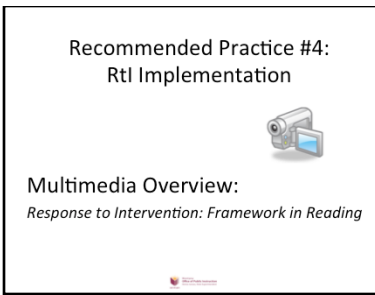 Recommended Practice #4:
RtI Implementation
Multimedia Overview:
Response to Intervention: Framework in Reading